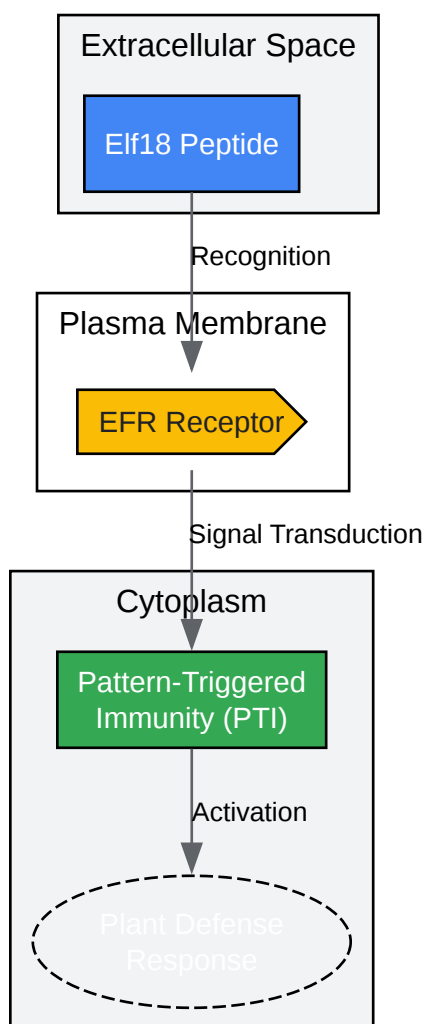 Extracellular Space
Elf18 Peptide
Recognition
Plasma Membrane
EFR Receptor
Signal Transduction
Cytoplasm
Pattern-Triggered
Immunity (PTI)
Activation
Plant Defense
Response